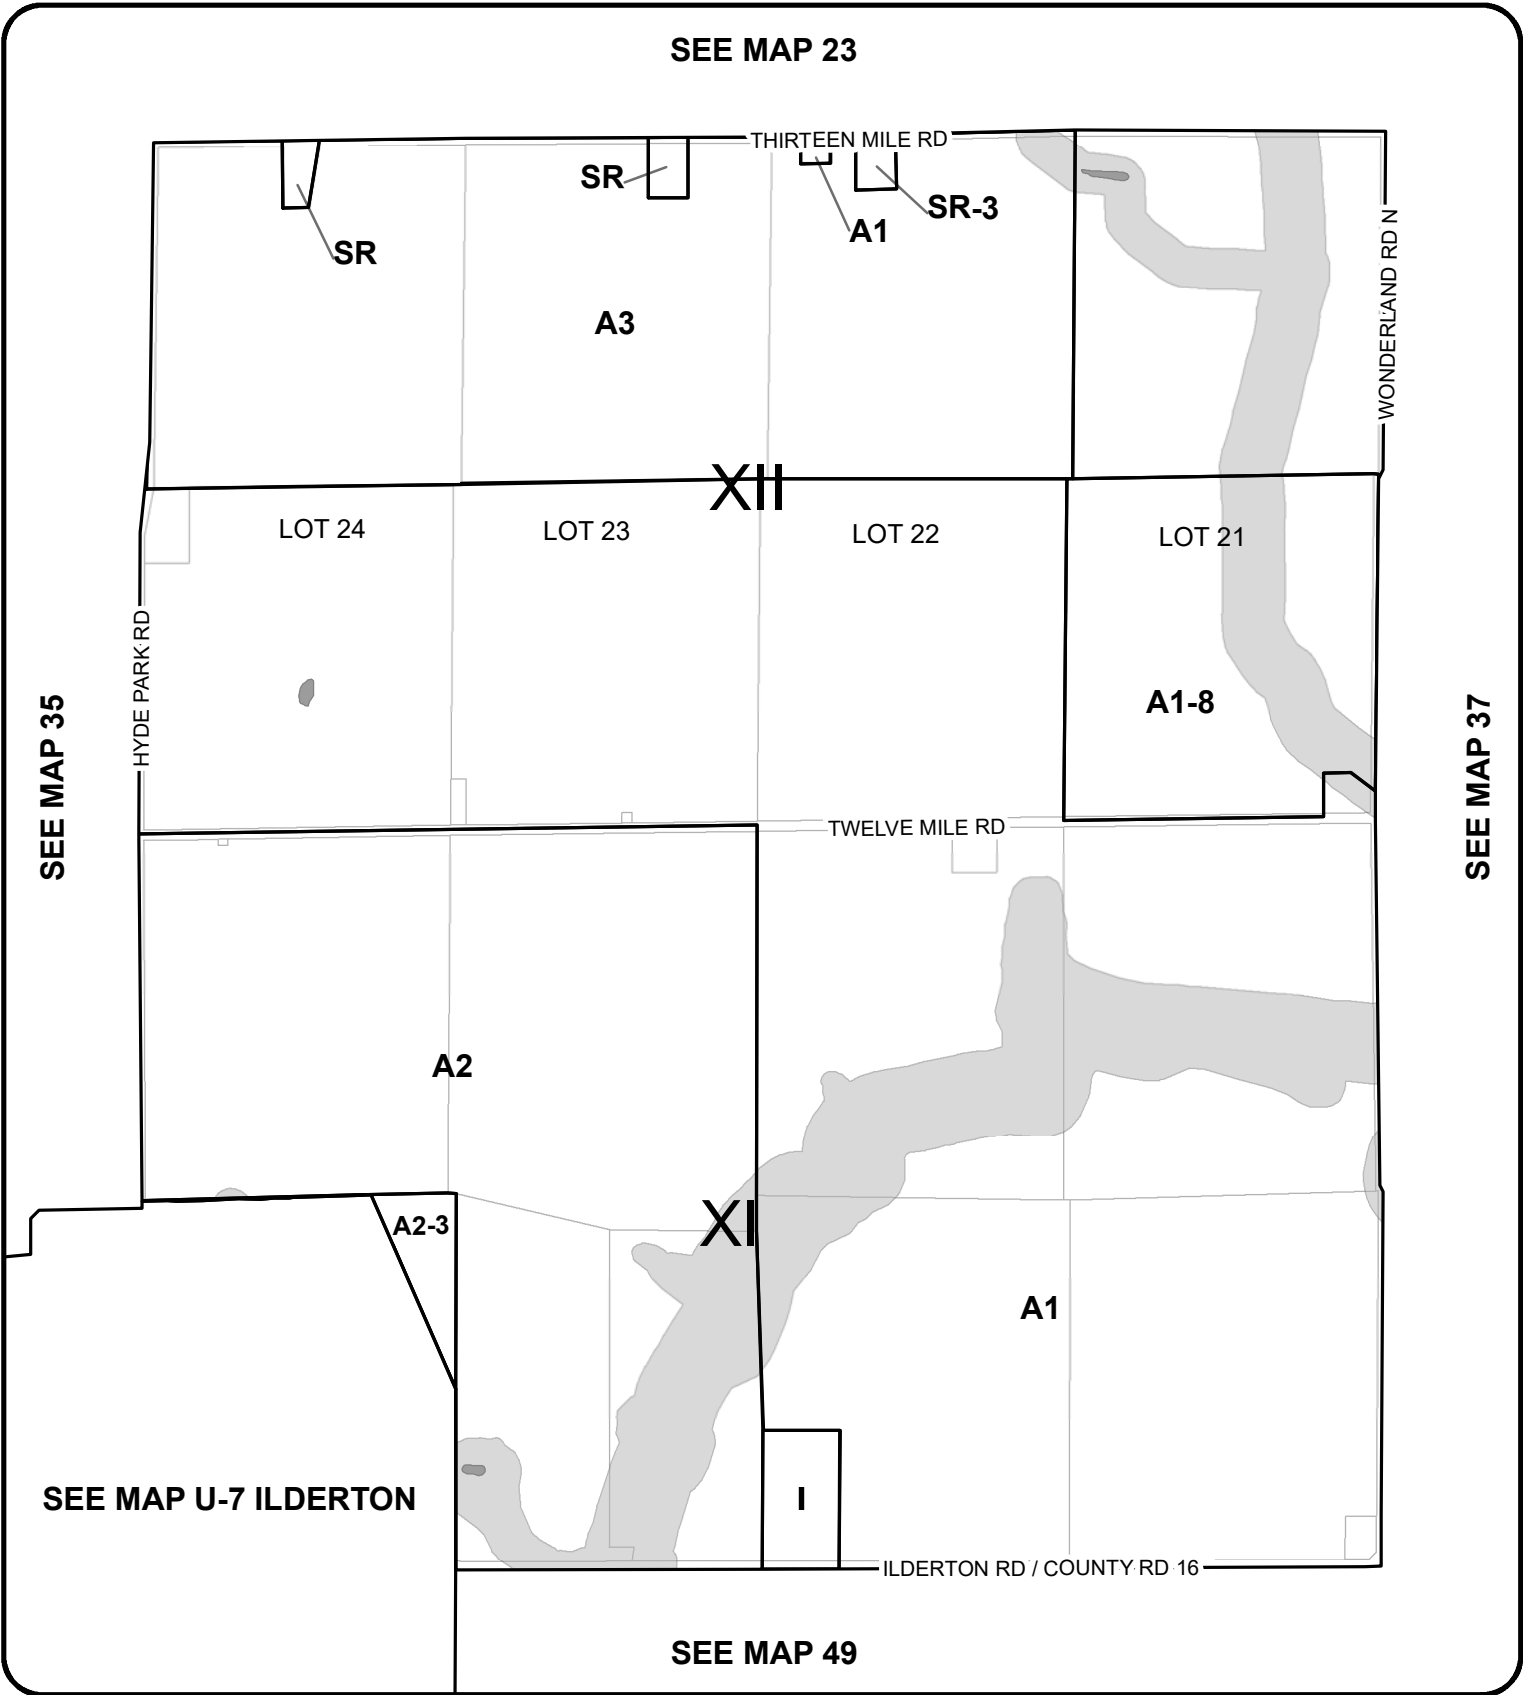 SEE MAP 23
THIRTEEN MILE RD
SR
SR
A1
SR-3
WONDERLAND RD N
A3
XII
LOT 24
LOT 23
LOT 22
LOT 21
HYDE PARK RD
SEE MAP 35
A1-8
SEE MAP 37
TWELVE MILE RD
A2
A2-3
XI
A1
SEE MAP U-7 ILDERTON
I
ILDERTON RD / COUNTY RD 16
SEE MAP 49